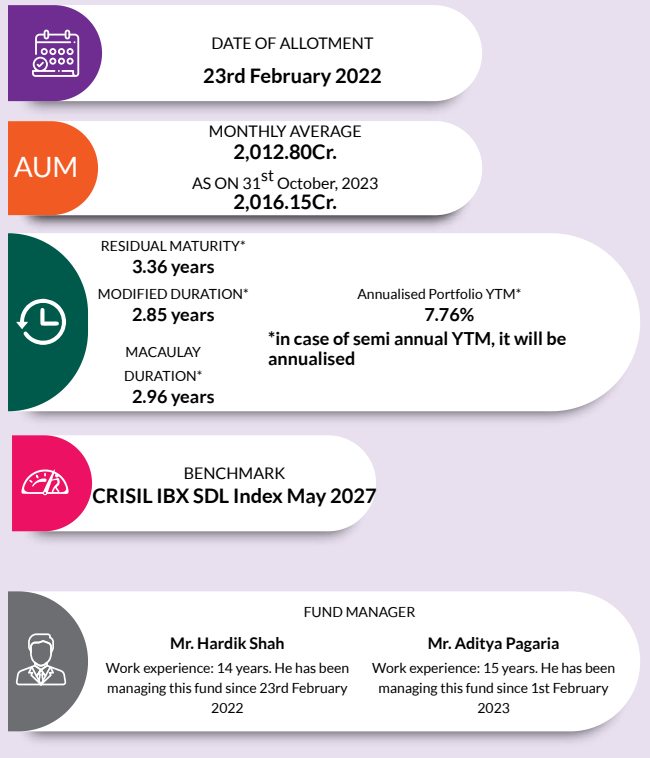 DATE OF ALLOTMENT
23rd February 2022
AUM
MONTHLY AVERAGE
2,012.80Cr.
AS ON 31st October, 2023
2,016.15Cr.
RESIDUAL MATURITY*
3.36 years
MODIFIED DURATION*
2.85 years
MACAULAY
DURATION*
2.96 years
Annualised Portfolio YTM*
7.76%
*in case of semi annual YTM, it will be
annualised
BENCHMARK
CRISIL IBX SDL Index May 2027
FUND MANAGER
Mr. Hardik Shah
Work experience: 14 years. He has been
managing this fund since 23rd February
2022
Mr. Aditya Pagaria
Work experience: 15 years. He has been
managing this fund since 1st February
2023